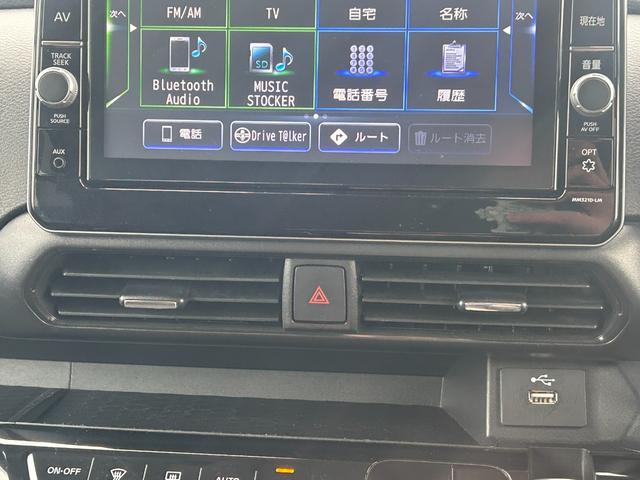 AV
次へ
FM/AM
TV
自宅
名称
次へ
現在地
TRACK
SEEK
音量
SD
Bluetooth
Audio
MUSIC
STOCKER
電話番号
履歴
PUSH
SOURCE
PUSH
AV OFF
電話
Drive T@lker
ルート
ルート消去
AUX
OPT
MM321D-LM
ON·OFF
AUTO